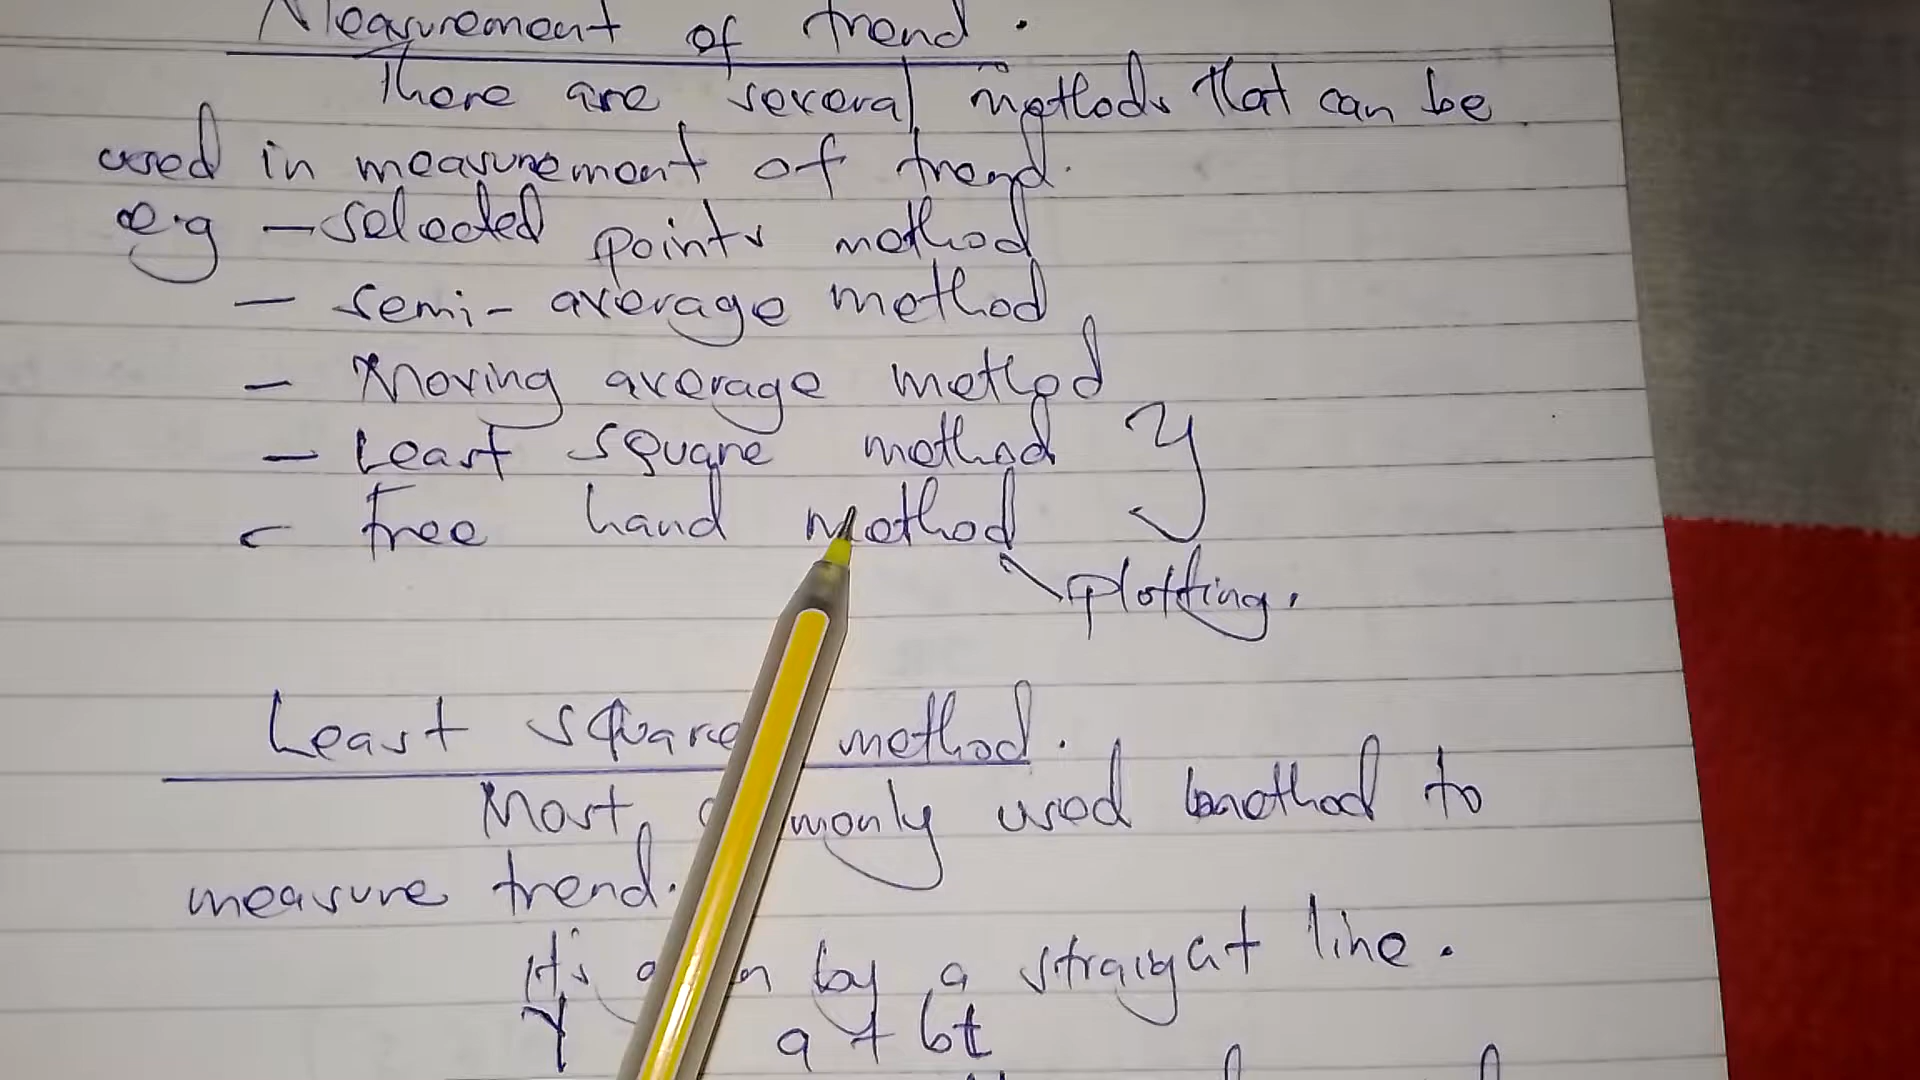 Measurement of trend.
There are several methods that can be
used in measurement of trend.
e.g - selected points method
- semi-average method
- Moving average method
- Least square method y
- Free hand method
plotting.
Least square method.
Most monly used method to
measure trend.
It's by a straight line.
Y a + bt